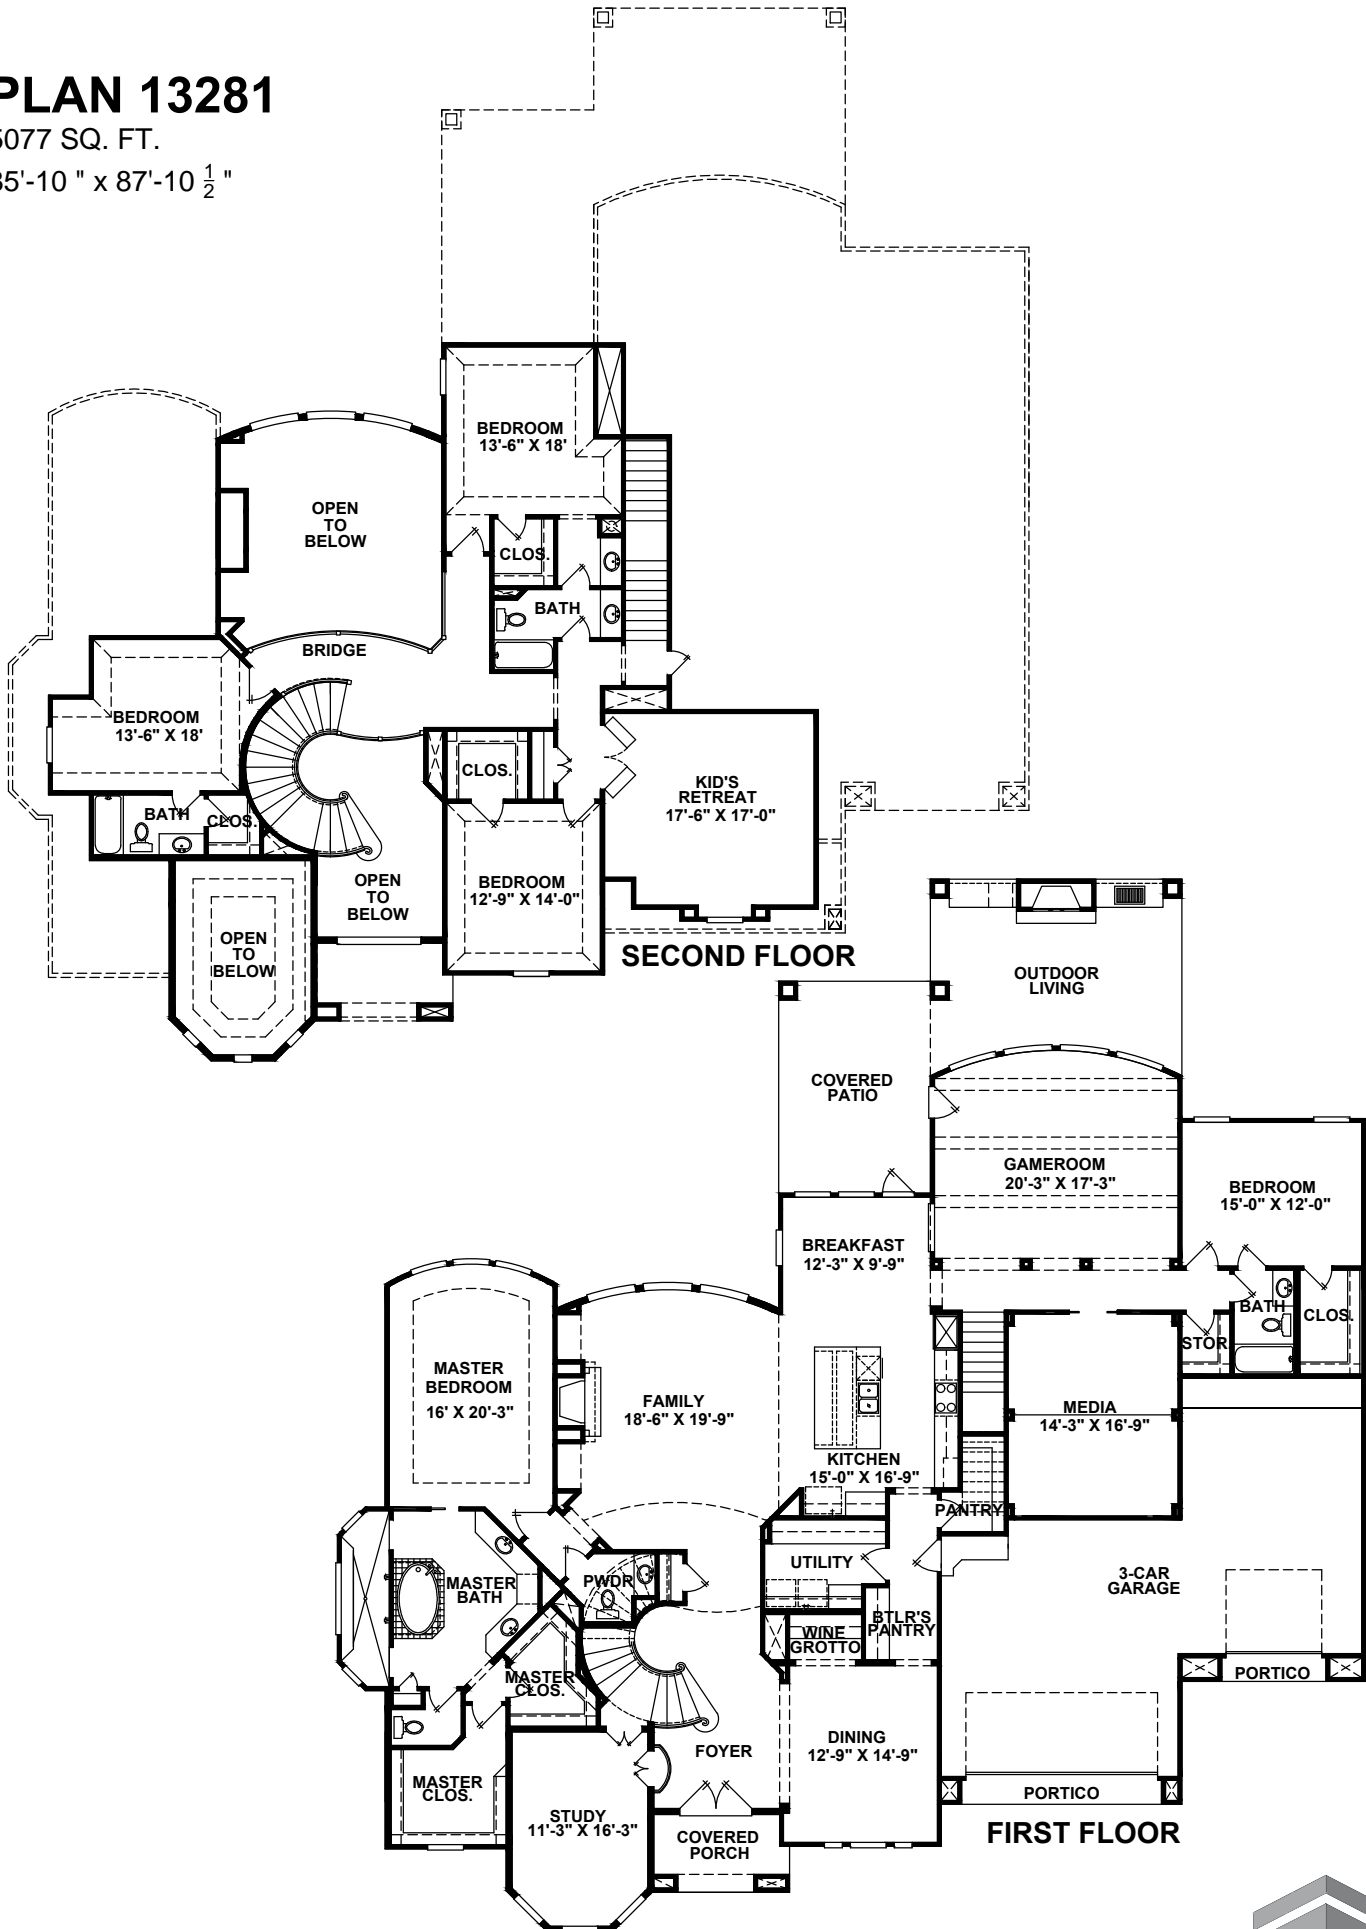 PLAN 13281
5077 SQ. FT.
35'-10 " x 87'-10 1/2 "
BEDROOM
13'-6" X 18'
OPEN
TO
BELOW
CLOS.
BATH
BRIDGE
BEDROOM
13'-6" X 18'
CLOS.
KID'S
RETREAT
17'-6" X 17'-0"
BATH
CLOS.
OPEN
TO
BELOW
BEDROOM
12'-9" X 14'-0"
OPEN
TO
BELOW
SECOND FLOOR
OUTDOOR
LIVING
COVERED
PATIO
GAMEROOM
20'-3" X 17'-3"
BEDROOM
15'-0" X 12'-0"
BREAKFAST
12'-3" X 9'-9"
BATH
CLOS.
STOR.
MASTER
BEDROOM
16' X 20'-3"
FAMILY
18'-6" X 19'-9"
MEDIA
14'-3" X 16'-9"
KITCHEN
15'-0" X 16'-9"
PANTRY
UTILITY
3-CAR
GARAGE
MASTER
BATH
PWDR
BTLR'S
PANTRY
WINE
GROTTO
PORTICO
MASTER
CLOS.
FOYER
DINING
12'-9" X 14'-9"
MASTER
CLOS.
PORTICO
STUDY
11'-3" X 16'-3"
COVERED
PORCH
FIRST FLOOR